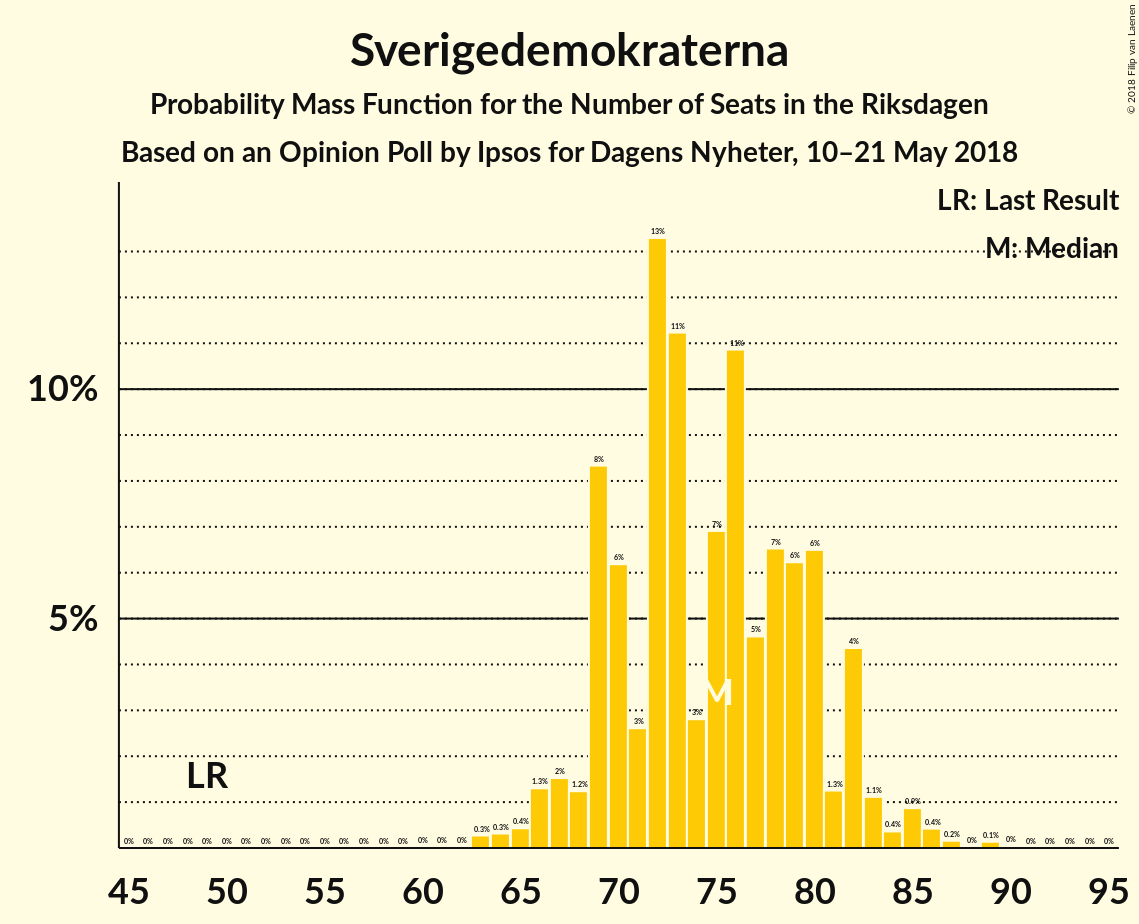 Sverigedemokraterna
Probability Mass Function for the Number of Seats in the Riksdagen
Based on an Opinion Poll by Ipsos for Dagens Nyheter, 10–21 May 2018
© 2018 Filip van Laenen
LR: Last Result
M: Median
10%
5%
LR
M
0% 0% 0% 0% 0% 0% 0% 0% 0% 0% 0% 0% 0% 0% 0% 0% 0% 0% 0.3% 0.3% 0.4% 1.3% 2% 1.2% 8% 6% 3% 13% 11% 3% 7% 11% 5% 7% 6% 6% 1.3% 4% 1.1% 0.4% 0.9% 0.4% 0.2% 0% 0.1% 0% 0% 0% 0% 0% 0%
45 50 55 60 65 70 75 80 85 90 95